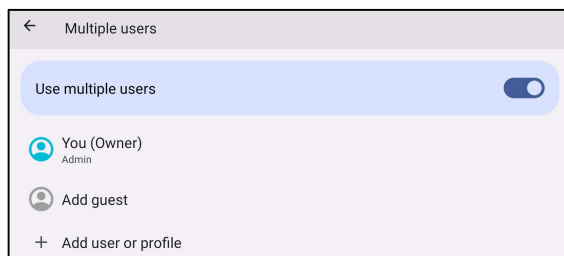 Multiple users
Use multiple users
You (Owner)
Admin
Add guest
Add user or profile